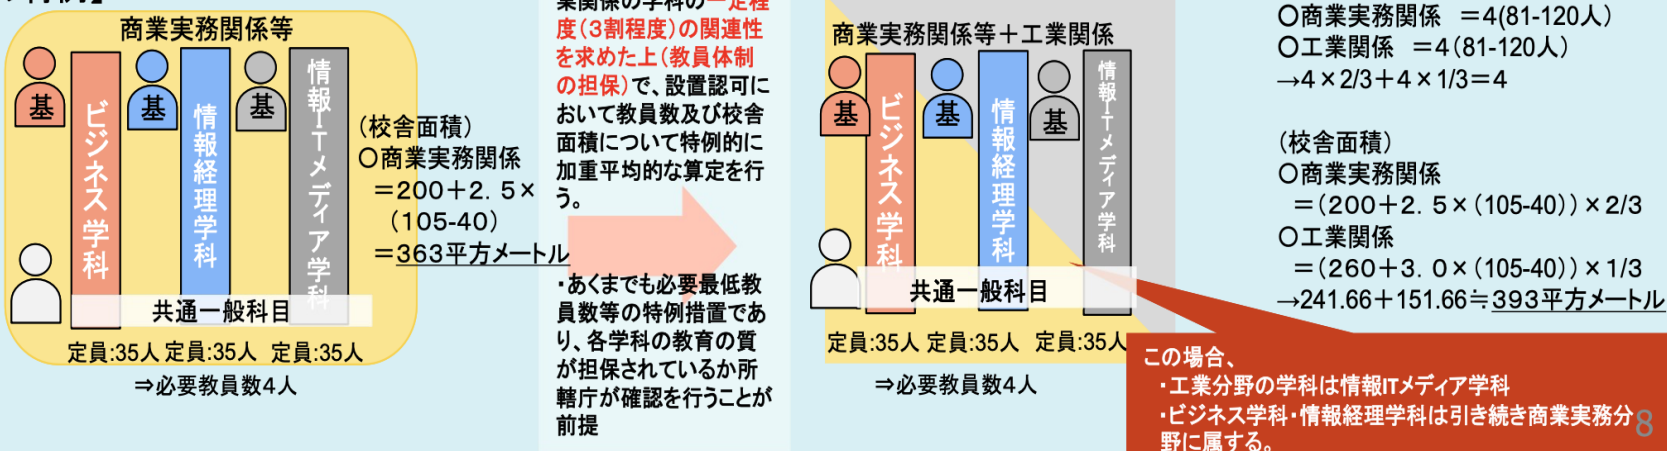 商業実務関係等
基
基
基
ビジネス学科
情報経理学科
情報ITメディア学科
共通一般科目
定員:35人 定員:35人 定員:35人
⇒必要教員数4人
(校舎面積)
〇商業実務関係
=200+2.5×
(105-40)
=363平方メートル
業関係の学科の一定程
度(3割程度)の関連性
を求めた上(教員体制
の担保)で、設置認可に
おいて教員数及び校舎
面積について特例的に
加重平均的な算定を行
う。
・あくまでも必要最低教
員数等の特例措置であ
り、各学科の教育の質
が担保されているか所
轄庁が確認を行うことが
前提
商業実務関係等+工業関係
基
基
基
ビジネス学科
情報経理学科
情報ITメディア学科
共通一般科目
定員:35人 定員:35人 定員:35人
⇒必要教員数4人
〇商業実務関係 =4(81-120人)
〇工業関係 =4(81-120人)
→4×2/3+4×1/3=4
(校舎面積)
〇商業実務関係
=(200+2.5×(105-40))×2/3
〇工業関係
=(260+3.0×(105-40))×1/3
→241.66+151.66≒393平方メートル
この場合、
・工業分野の学科は情報ITメディア学科
・ビジネス学科・情報経理学科は引き続き商業実務分
野に属する。
8